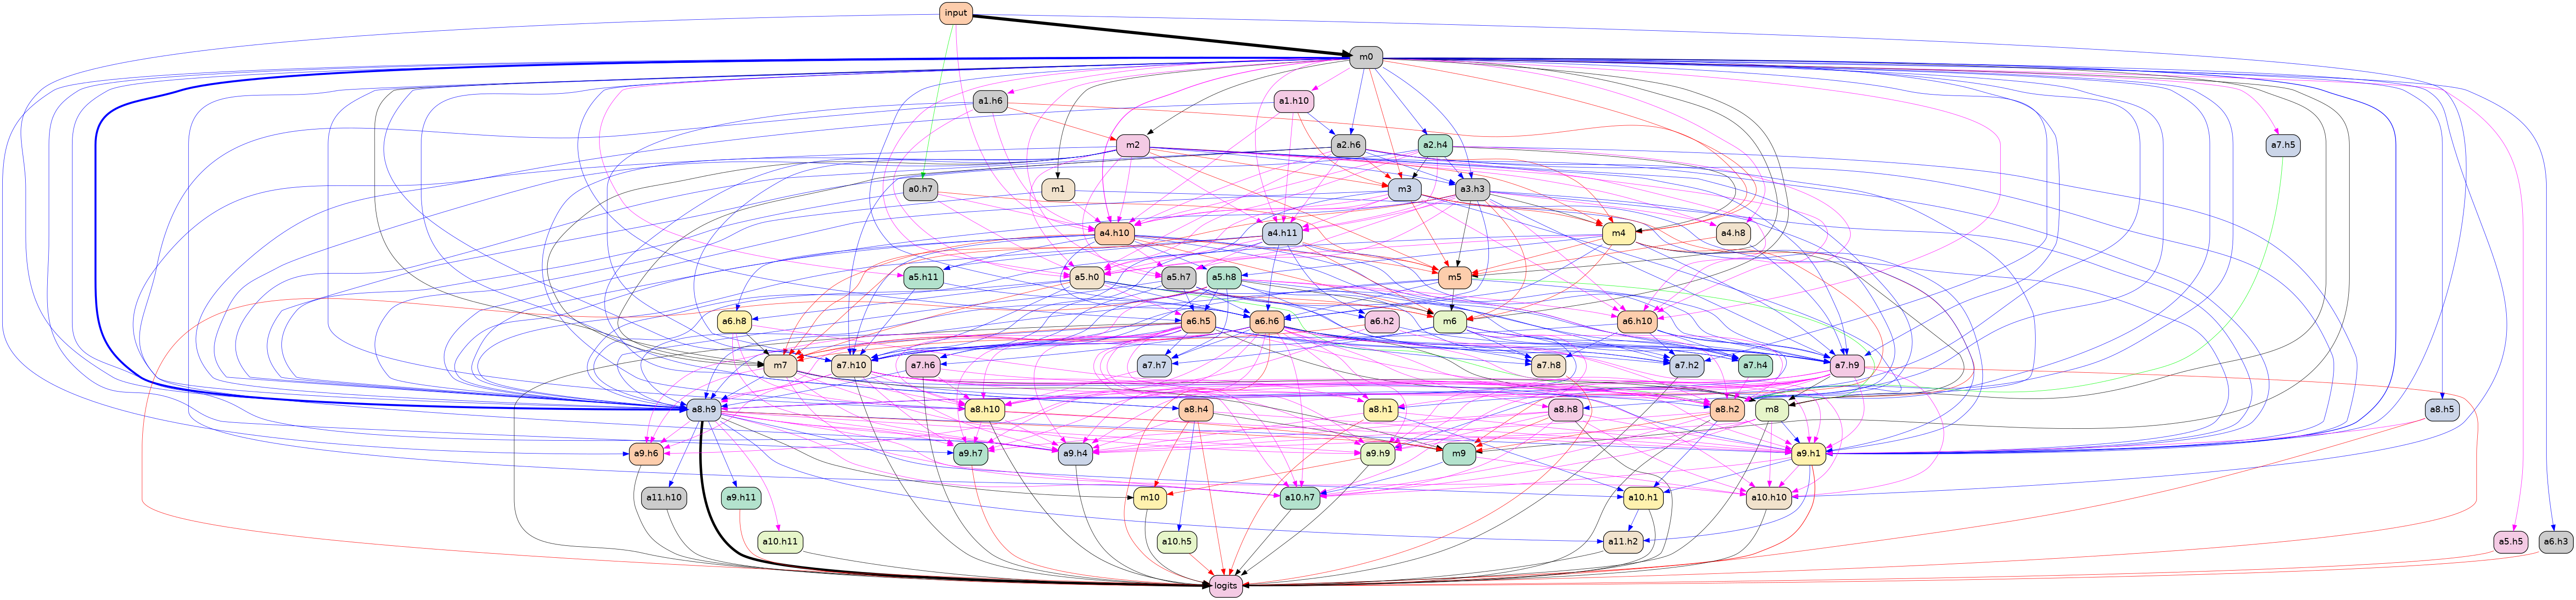 input
m0
a1.h6 a1.h10
m2 a2.h6 a2.h4 a7.h5
a0.h7 m1 m3 a3.h3
a4.h10 a4.h11 m4 a4.h8
a5.h11 a5.h0 a5.h7 a5.h8 m5
a6.h8 a6.h5 a6.h6 a6.h2 m6 a6.h10
m7 a7.h10 a7.h6 a7.h7 a7.h8 a7.h2 a7.h4 a7.h9
a8.h9 a8.h10 a8.h4 a8.h1 a8.h8 a8.h2 m8 a8.h5
a9.h6 a9.h7 a9.h4 a9.h9 m9 a9.h1
a11.h10 a9.h11 m10 a10.h7 a10.h1 a10.h10
a10.h11 a10.h5 a11.h2 a5.h5 a6.h3
logits